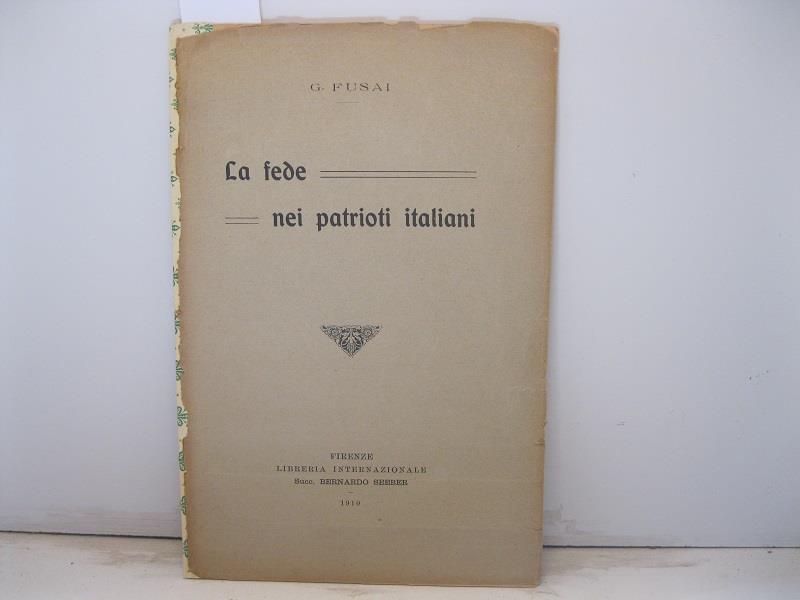 G. FUSAI
La fede
nei patrioti italiani
FIRENZE
LIBRERIA INTERNAZIONALE
Succ. BERNARDO SEEBER
1910